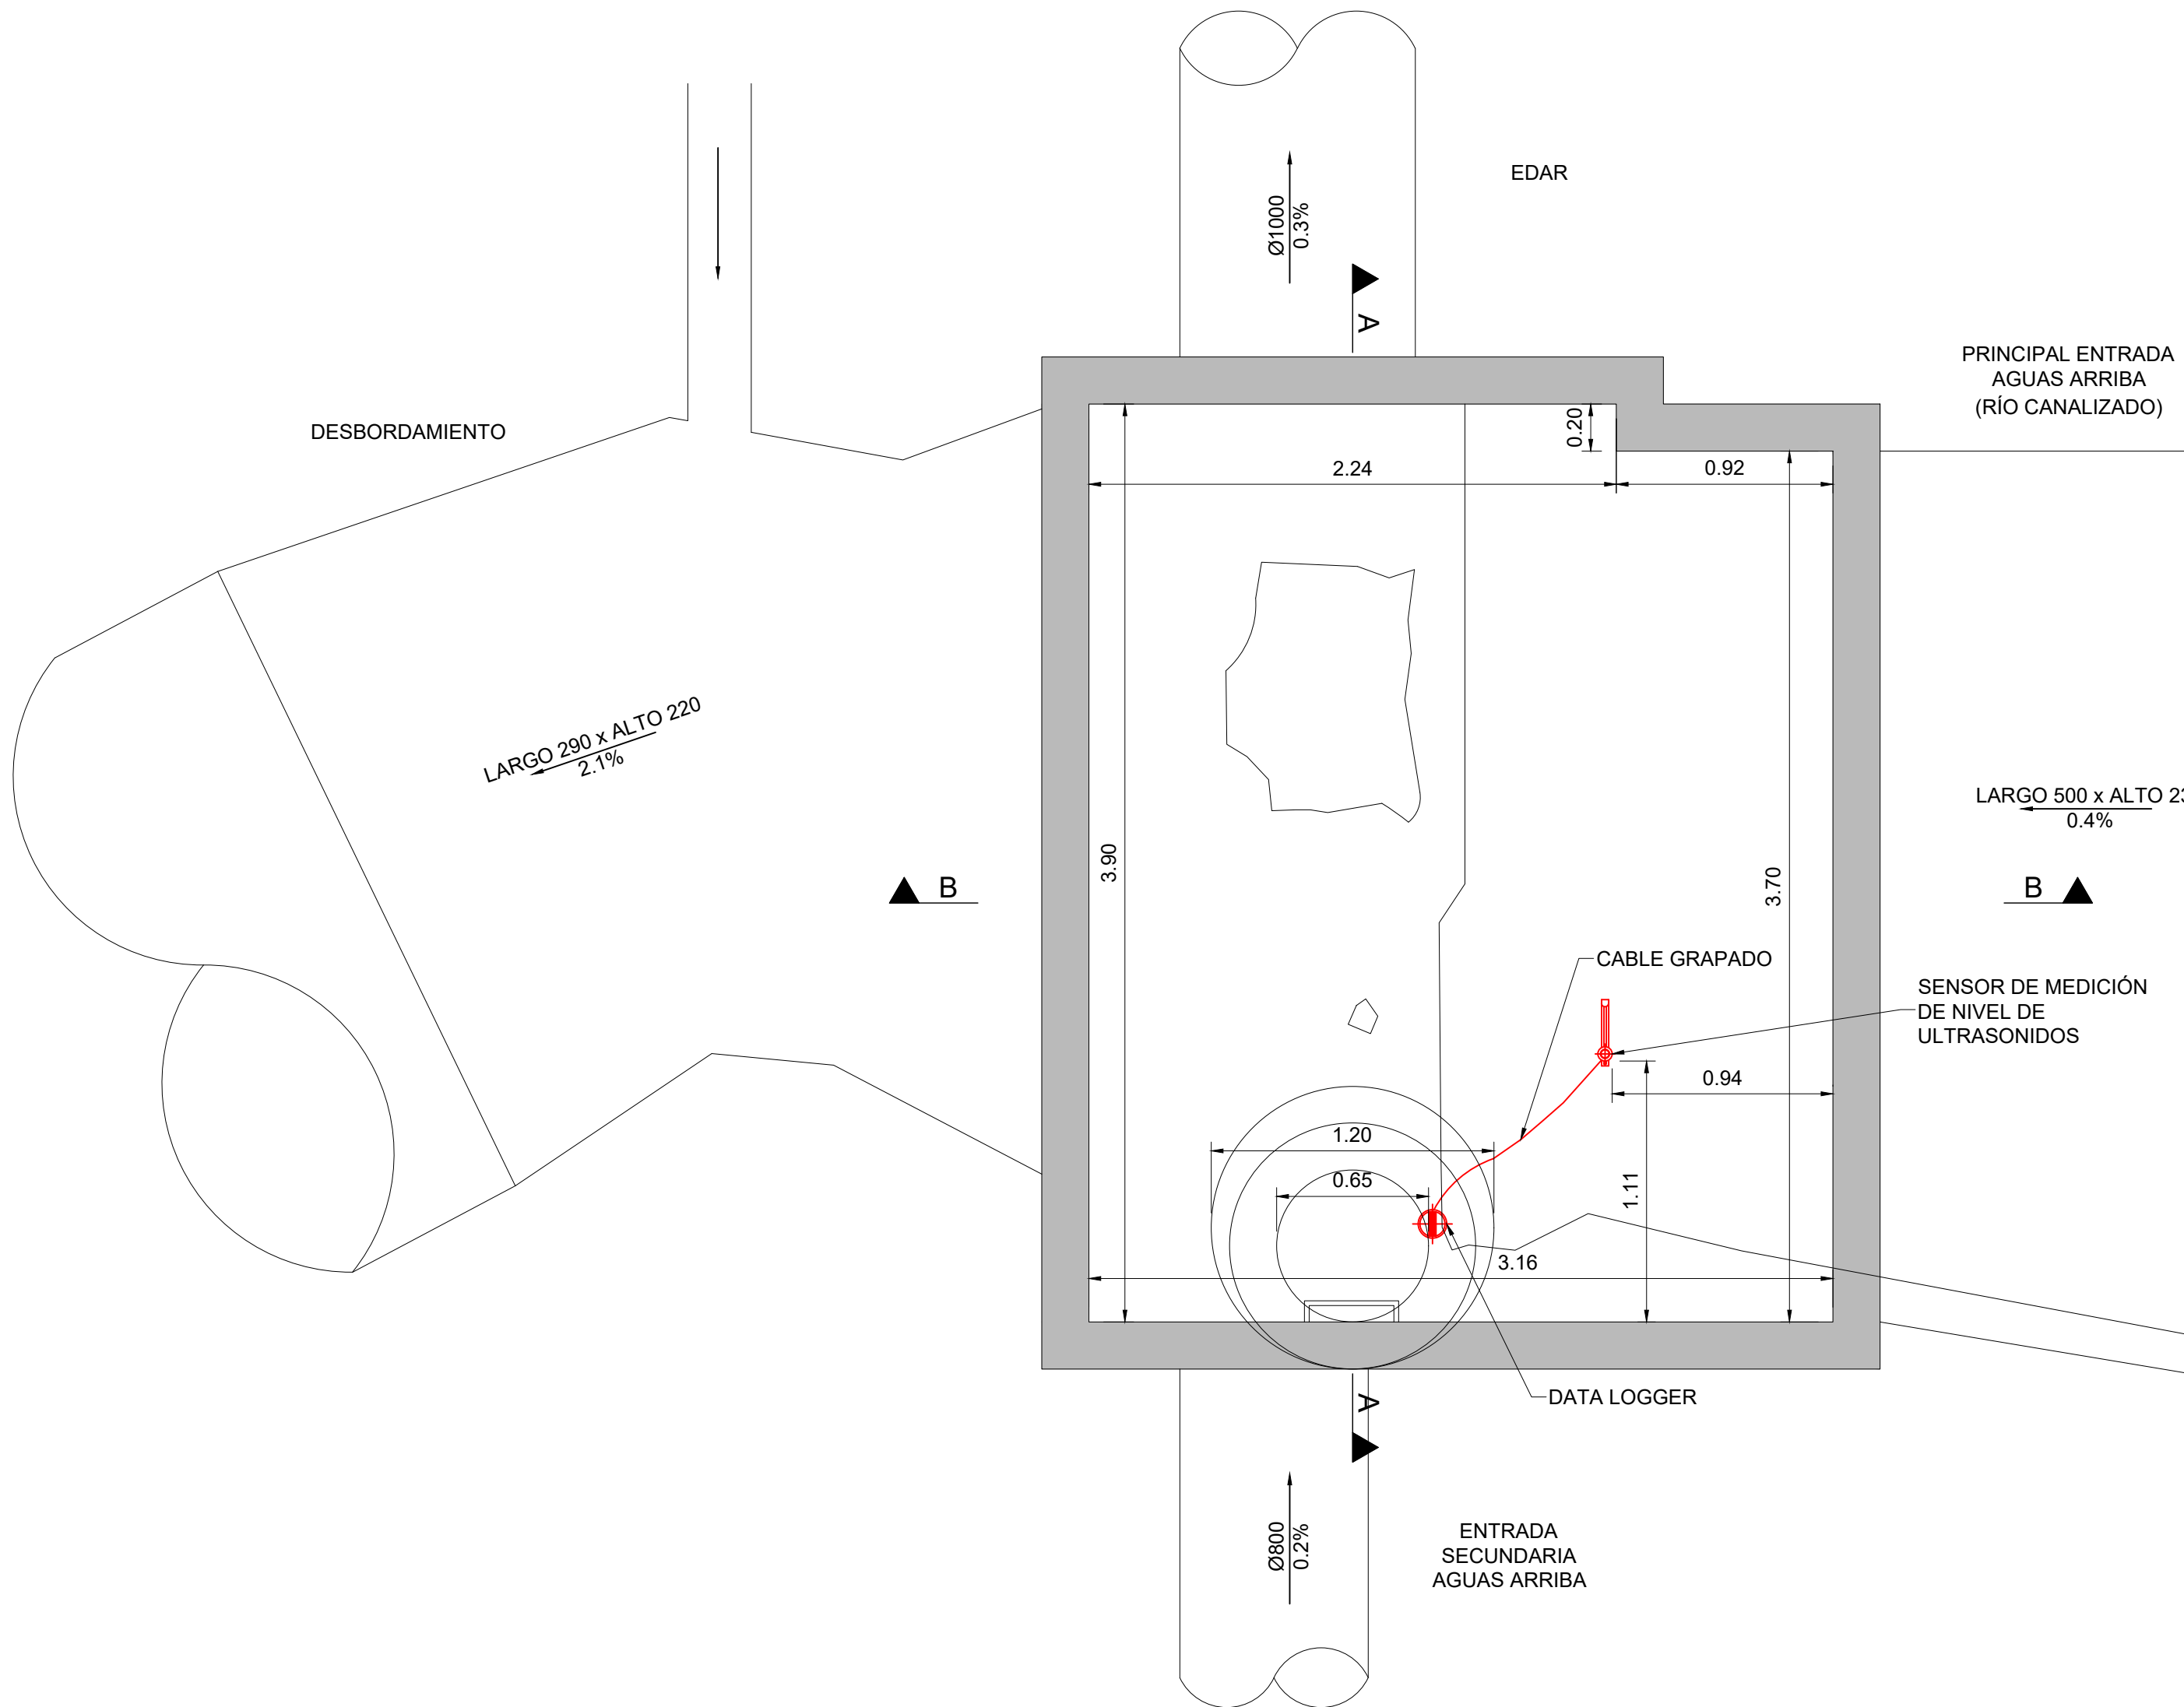 Ø1000
0.3%
EDAR
A
PRINCIPAL ENTRADA
AGUAS ARRIBA
(RÍO CANALIZADO)
DESBORDAMIENTO
0.20
2.24
0.92
LARGO 290 x ALTO 220
2.1%
LARGO 500 x ALTO
0.4%
3.90
3.70
B
B
CABLE GRAPADO
SENSOR DE MEDICIÓN
DE NIVEL DE
ULTRASONIDOS
0.94
1.20
0.65
1.11
3.16
A
DATA LOGGER
Ø800
0.2%
ENTRADA
SECUNDARIA
AGUAS ARRIBA